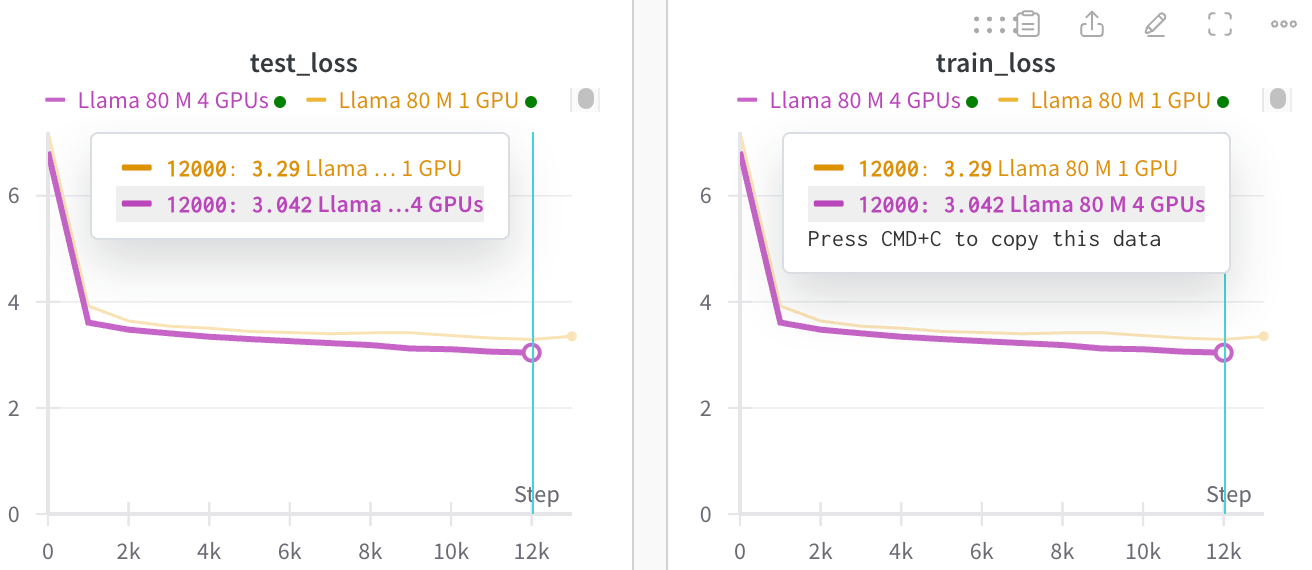 test_loss
Llama 80 M 4 GPUs Llama 80 M 1 GPU
12000: 3.29 Llama ... 1 GPU
12000: 3.042 Llama ...4 GPUs
6
4
2
0
Step
0 2k 4k 6k 8k 10k 12k
train_loss
Llama 80 M 4 GPUs Llama 80 M 1 GPU
12000: 3.29 Llama 80 M 1 GPU
12000: 3.042 Llama 80 M 4 GPUs
Press CMD+C to copy this data
6
4
2
0
Step
0 2k 4k 6k 8k 10k 12k